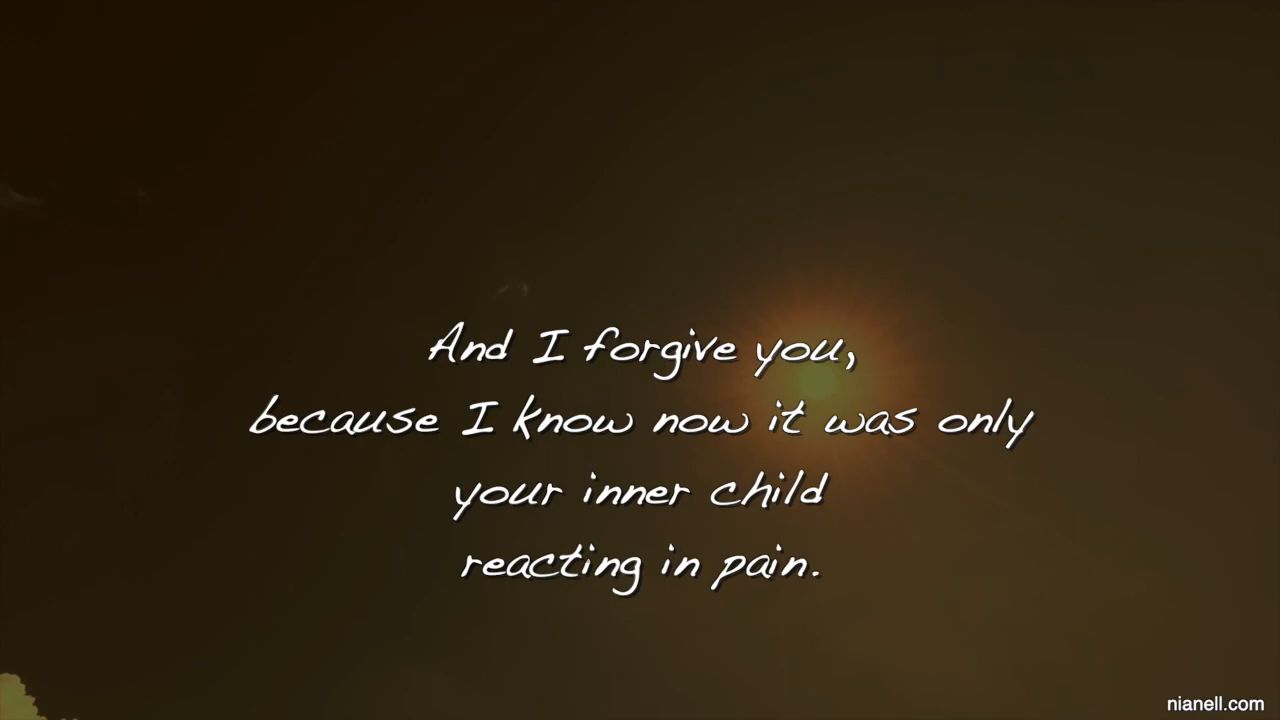 And I forgive you,
because I know now it was only
your inner child
reacting in pain.
nianell.com